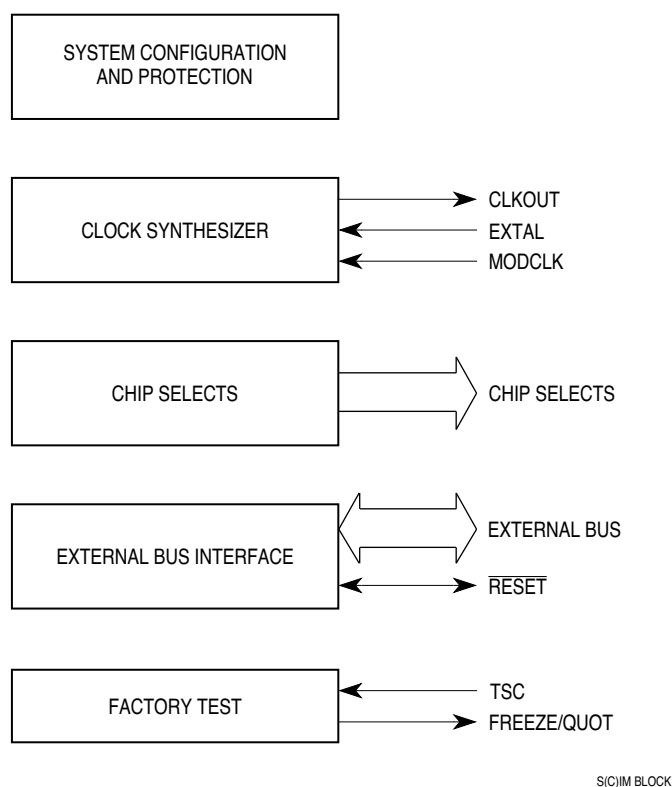 SYSTEM CONFIGURATION
AND PROTECTION
CLOCK SYNTHESIZER
CLKOUT
EXTAL
MODCLK
CHIP SELECTS
CHIP SELECTS
EXTERNAL BUS INTERFACE
EXTERNAL BUS
RESET
FACTORY TEST
TSC
FREEZE/QUOT
S(C)IM BLOCK